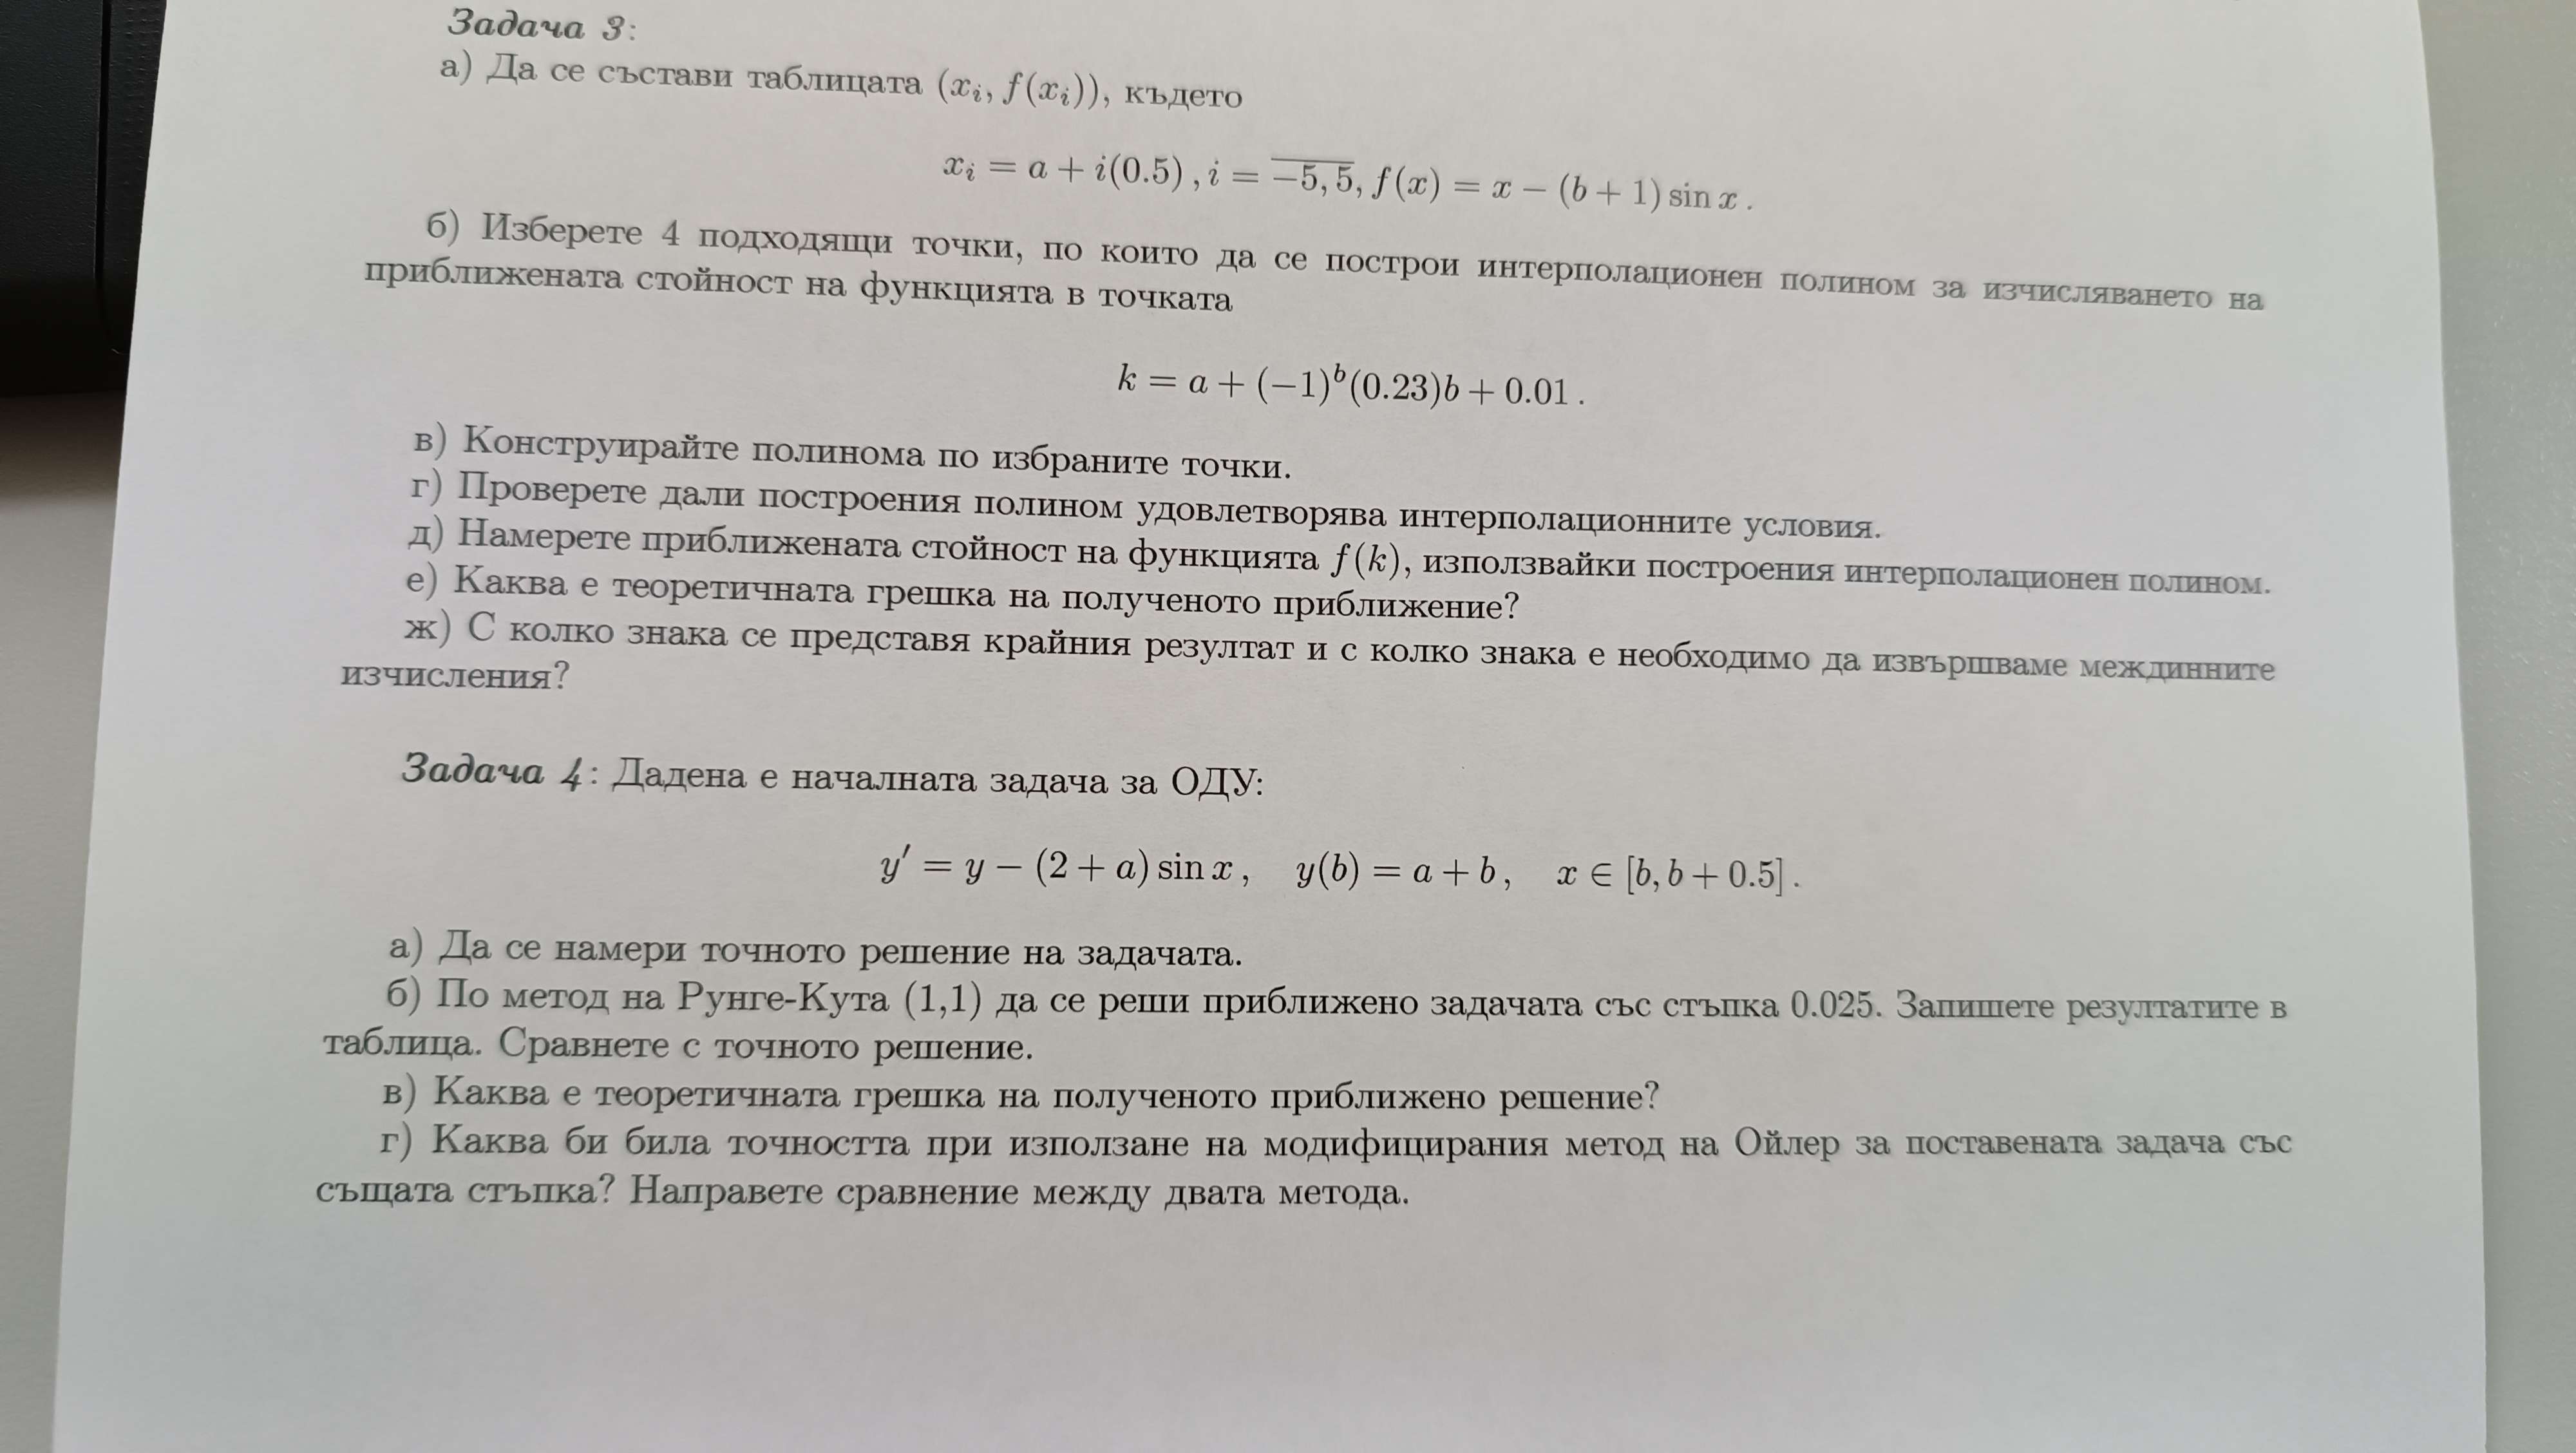 Задача 3:
а) Да се състави таблицата (xᵢ, f(xᵢ)), където
xᵢ = a + i(0.5) , i = \overline{−5, 5}, f(x) = x − (b + 1) sin x .
б) Изберете 4 подходящи точки, по които да се построи интерполационен полином за изчисляването на
приближената стойност на функцията в точката
k = a + (−1)ᵇ(0.23)b + 0.01 .
в) Конструирайте полинома по избраните точки.
г) Проверете дали построения полином удовлетворява интерполационните условия.
д) Намерете приближената стойност на функцията f(k), използвайки построения интерполационен полином.
е) Каква е теоретичната грешка на полученото приближение?
ж) С колко знака се представя крайния резултат и с колко знака е необходимо да извършваме междинните
изчисления?
Задача 4: Дадена е началната задача за ОДУ:
y′ = y − (2 + a) sin x , y(b) = a + b , x ∈ [b, b + 0.5] .
а) Да се намери точното решение на задачата.
б) По метод на Рунге-Кута (1,1) да се реши приближено задачата със стъпка 0.025. Запишете резултатите в
таблица. Сравнете с точното решение.
в) Каква е теоретичната грешка на полученото приближено решение?
г) Каква би била точността при използане на модифицирания метод на Ойлер за поставената задача със
същата стъпка? Направете сравнение между двата метода.